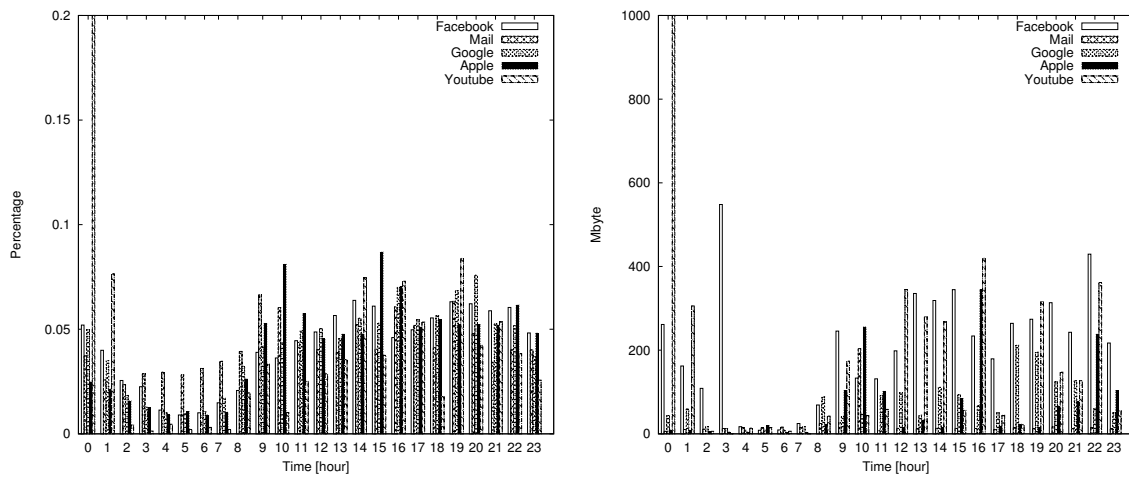 0.2
0.15
0.1
0.05
0
Percentage
Facebook
Mail
Google
Apple
Youtube
0 1 2 3 4 5 6 7 8 9 10 11 12 13 14 15 16 17 18 19 20 21 22 23
Time [hour]
1000
800
600
400
200
0
Mbyte
Facebook
Mail
Google
Apple
Youtube
0 1 2 3 4 5 6 7 8 9 10 11 12 13 14 15 16 17 18 19 20 21 22 23
Time [hour]